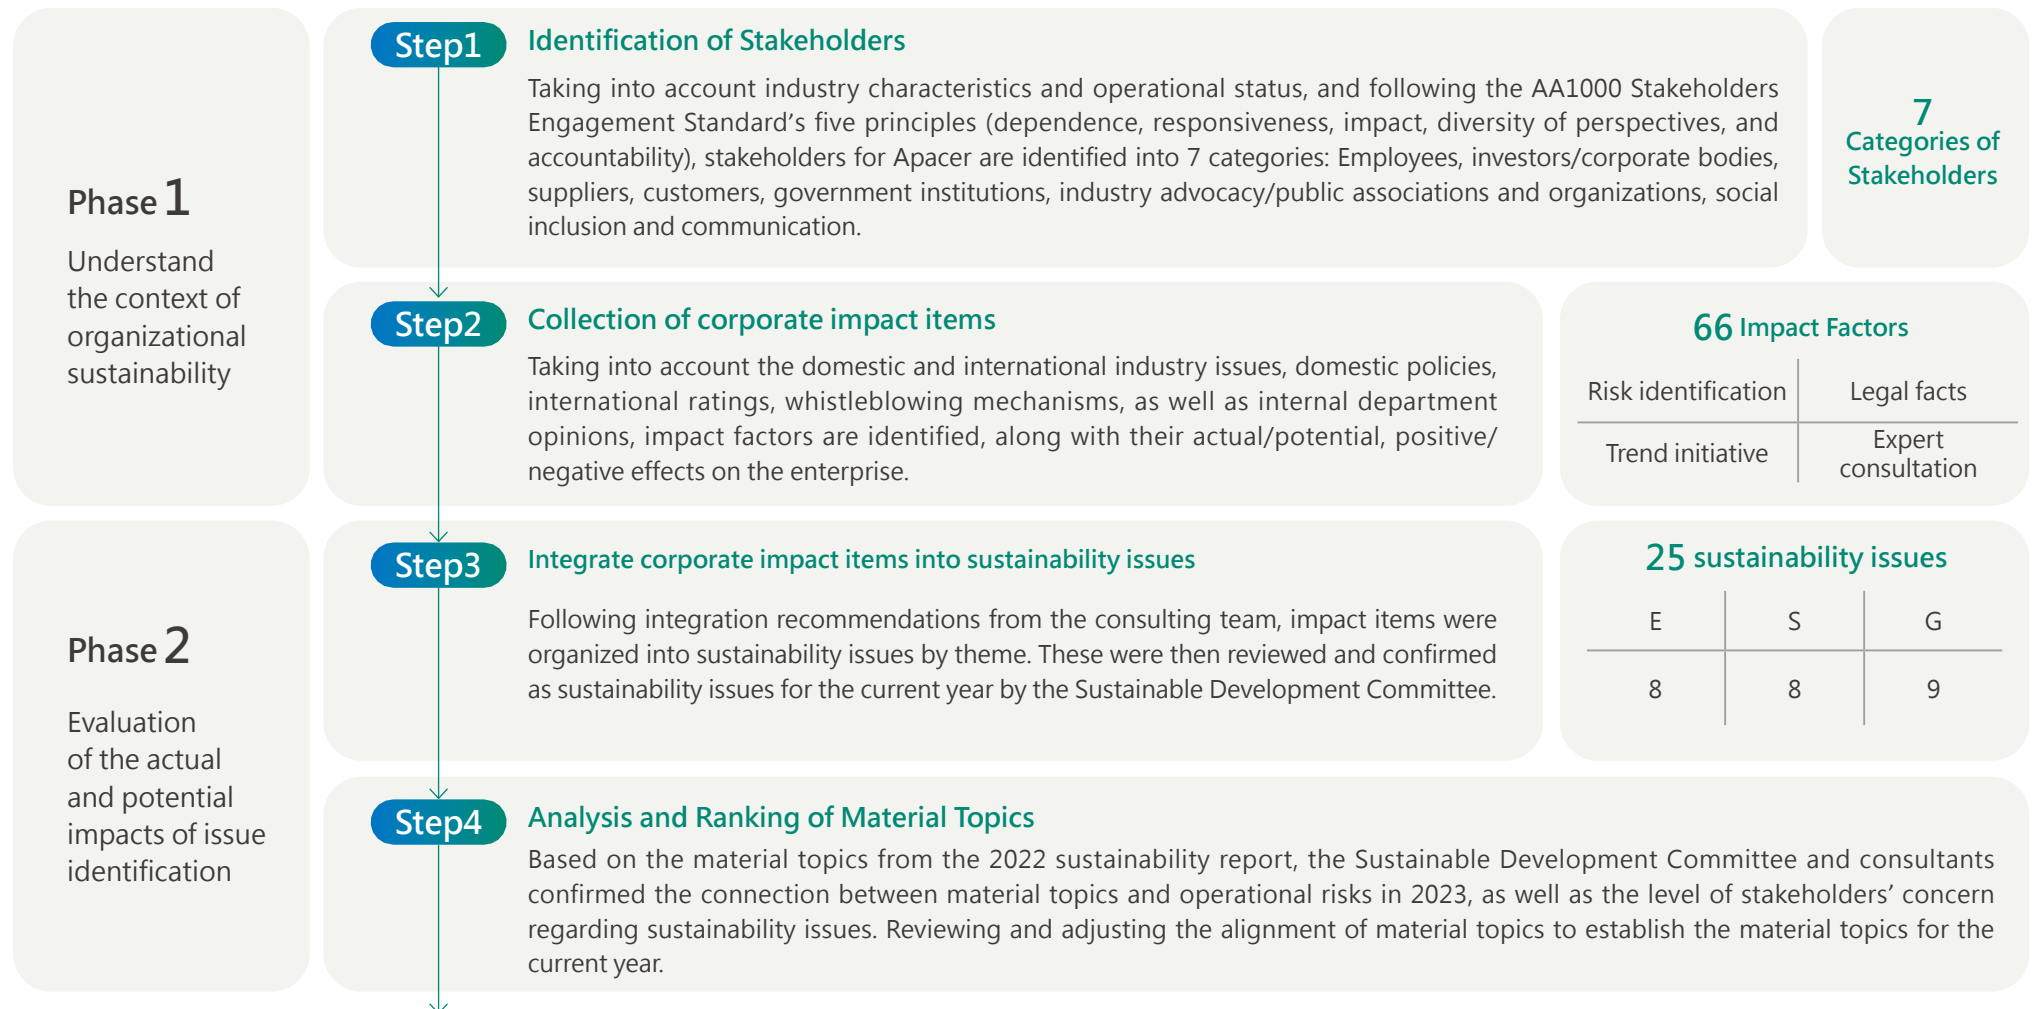 Phase 1
Understand
the context of
organizational
sustainability
Step1
Identification of Stakeholders
Taking into account industry characteristics and operational status, and following the AA1000 Stakeholders
Engagement Standard’s five principles (dependence, responsiveness, impact, diversity of perspectives, and
accountability), stakeholders for Apacer are identified into 7 categories: Employees, investors/corporate bodies,
suppliers, customers, government institutions, industry advocacy/public associations and organizations, social
inclusion and communication.
7
Categories of
Stakeholders
Step2
Collection of corporate impact items
Taking into account the domestic and international industry issues, domestic policies,
international ratings, whistleblowing mechanisms, as well as internal department
opinions, impact factors are identified, along with their actual/potential, positive/
negative effects on the enterprise.
66 Impact Factors
Risk identification
Legal facts
Trend initiative
Expert
consultation
Phase 2
Evaluation
of the actual
and potential
impacts of issue
identification
Step3
Integrate corporate impact items into sustainability issues
Following integration recommendations from the consulting team, impact items were
organized into sustainability issues by theme. These were then reviewed and confirmed
as sustainability issues for the current year by the Sustainable Development Committee.
25 sustainability issues
E S G
8 8 9
Step4
Analysis and Ranking of Material Topics
Based on the material topics from the 2022 sustainability report, the Sustainable Development Committee and consultants
confirmed the connection between material topics and operational risks in 2023, as well as the level of stakeholders’ concern
regarding sustainability issues. Reviewing and adjusting the alignment of material topics to establish the material topics for the
current year.